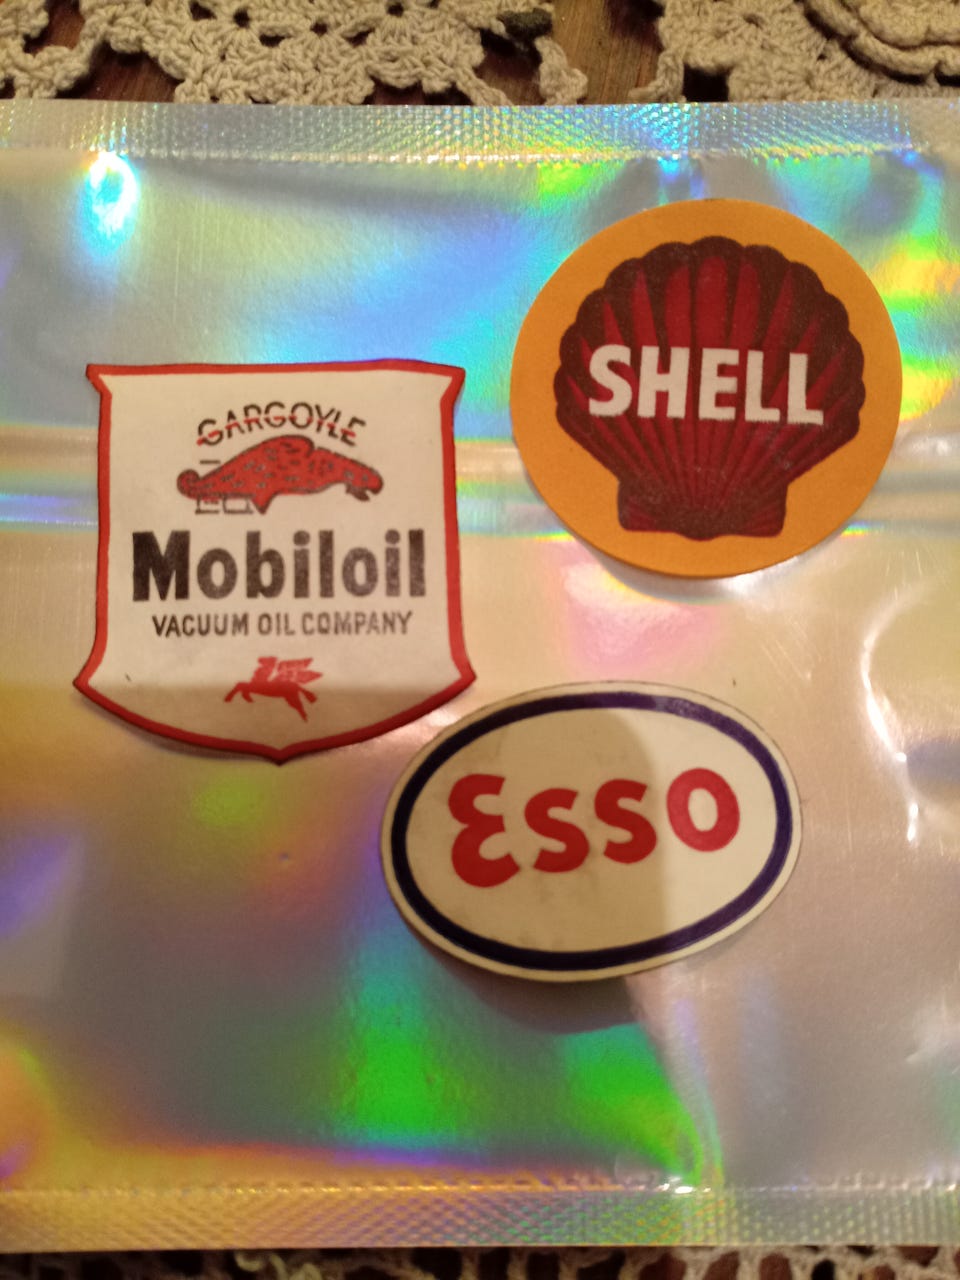 SHELL
GARGOYLE
Mobiloil
VACUUM OIL COMPANY
Esso